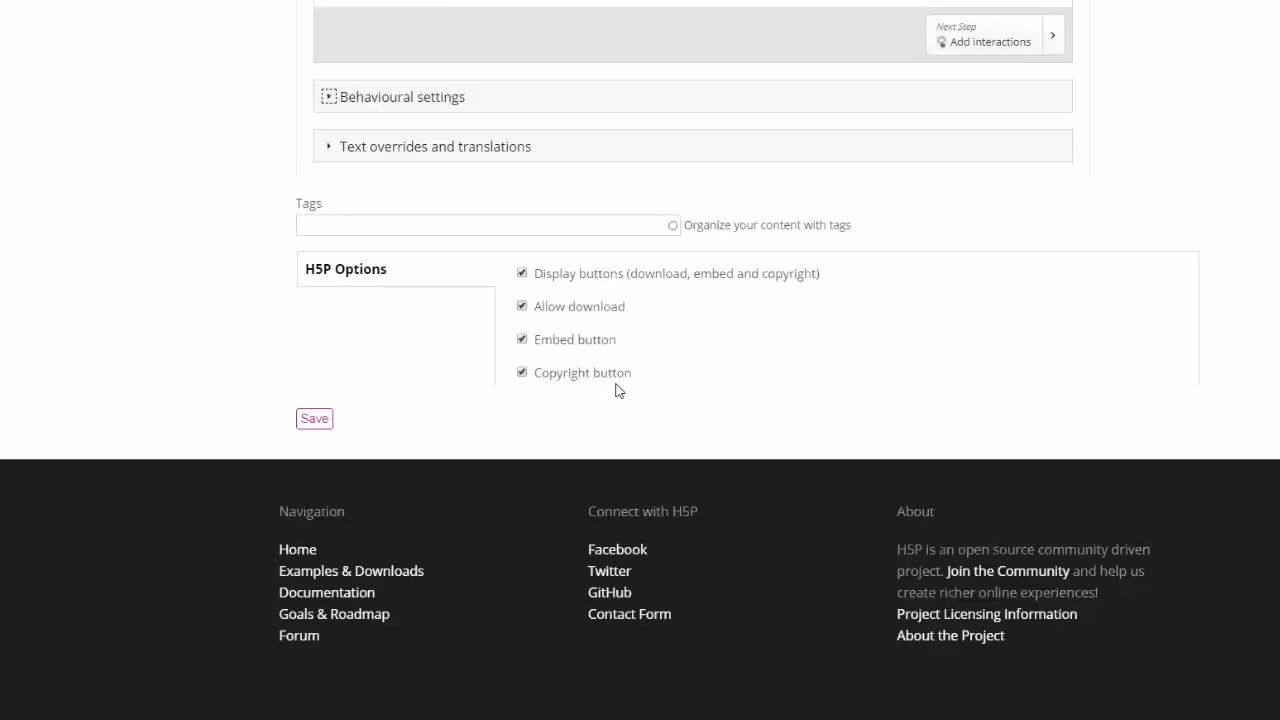 Next Step
Add interactions
Behavioural settings
Text overrides and translations
Tags
Organize your content with tags
H5P Options
Display buttons (download, embed and copyright)
Allow download
Embed button
Copyright button
Save
Navigation
Home
Examples & Downloads
Documentation
Goals & Roadmap
Forum
Connect with H5P
Facebook
Twitter
GitHub
Contact Form
About
H5P is an open source community driven
project. Join the Community and help us
create richer online experiences!
Project Licensing Information
About the Project